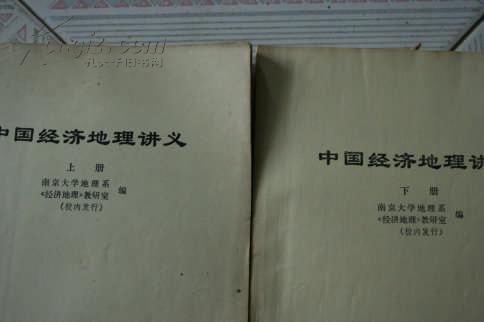 中国经济地理讲义
上册
南京大学地理系
《经济地理》教研室
编
(校内发行)
中国经济地理讲
下册
南京大学地理系
《经济地理》教研室
编
(校内发行)